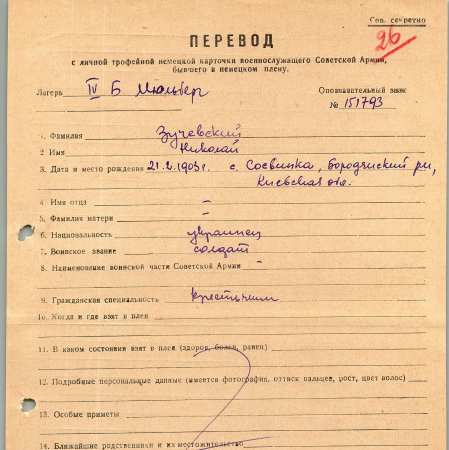 Сов. секретно
26
ПЕРЕВОД
с личной трофейной немецкой карточки военнослужащего Советской Армии,
бывшего в немецком плену.
Лагерь IV Б Мюльберг
Опознавательный знак
№ 151793
1. Фамилия Зучевский
2. Имя Николай
3. Дата и место рождения 21.2.1903г. с. Соевинка, Бородянский р-н,
Киевская обл.
4. Имя отца –
5. Фамилия матери –
6. Национальность украинец
7. Воинское звание солдат
8. Наименование воинской части Советской Армии –
9. Гражданская специальность крестьянин
10. Когда и где взят в плен
11. В каком состоянии взят в плен (здоров, болен, ранен)
12. Подробные персональные данные (имеется фотография, оттиск пальцев, рост, цвет волос)
13. Особые приметы
14. Ближайшие родственники и их местожительство